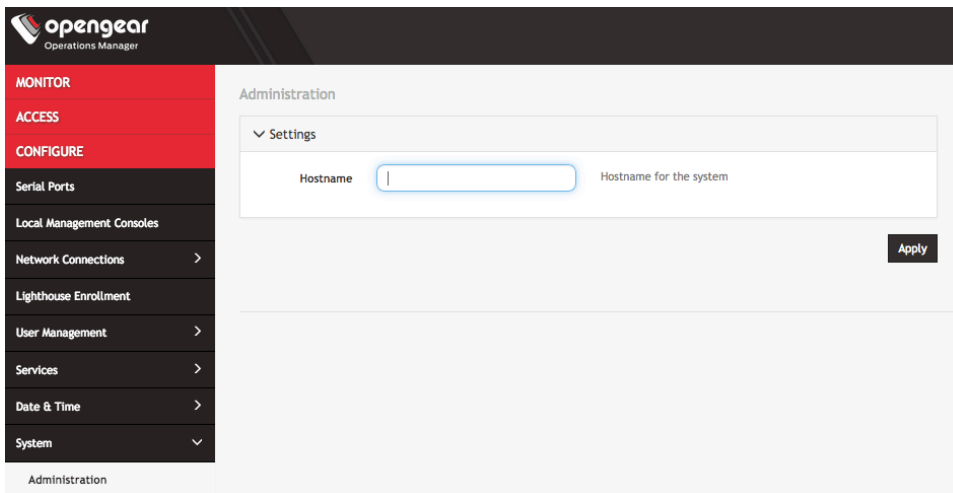 opengear
Operations Manager
MONITOR
ACCESS
CONFIGURE
Serial Ports
Local Management Consoles
Network Connections
Lighthouse Enrollment
User Management
Services
Date & Time
System
Administration
Administration
Settings
Hostname
Hostname for the system
Apply